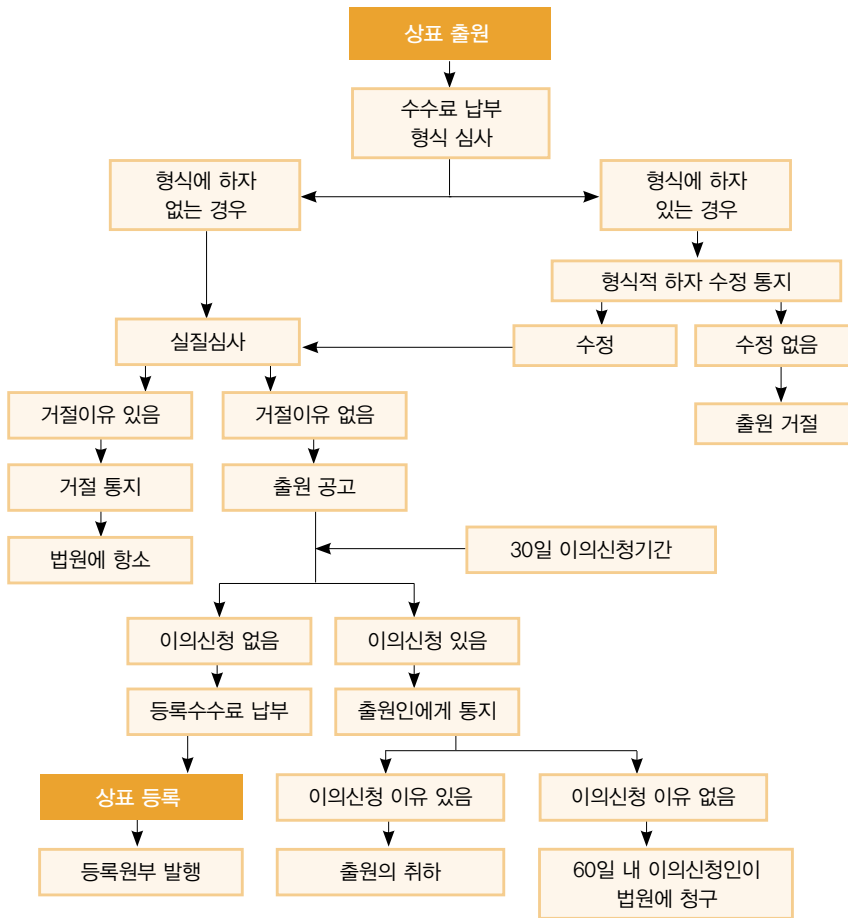 상표 출원
수수료 납부
형식 심사
형식에 하자
없는 경우
형식에 하자
있는 경우
형식적 하자 수정 통지
실질심사
수정
수정 없음
거절이유 있음
거절이유 없음
출원 거절
거절 통지
출원 공고
법원에 항소
30일 이의신청기간
이의신청 없음
이의신청 있음
등록수수료 납부
출원인에게 통지
상표 등록
이의신청 이유 있음
이의신청 이유 없음
등록원부 발행
출원의 취하
60일 내 이의신청인이
법원에 청구